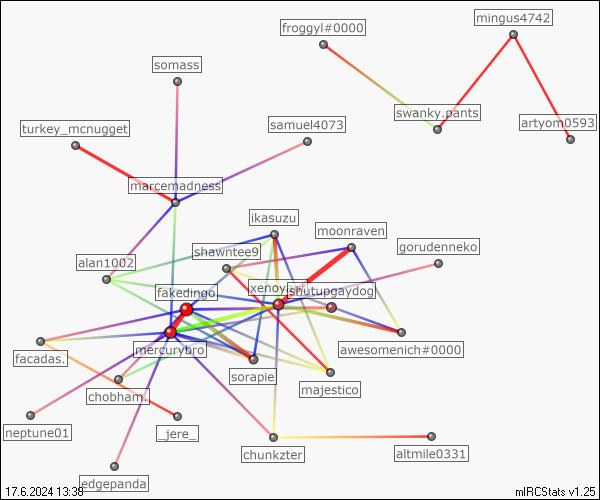 mingus4742
froggyl#0000
somass
swanky.pants
artyom0593
turkey_mcnugget
samuel4073
marcemadness
ikasuzu
moonraven
shawntee9
gorudenneko
alan1002
shutupgaydog
fakedingo
mercurybro
awesomenich#0000
facadas.
sorapie
majestico
chobham.
neptune01
_jere_
chunkzter
altmile0331
edgepanda
17.6.2024 13:38
mIRCStats v1.25